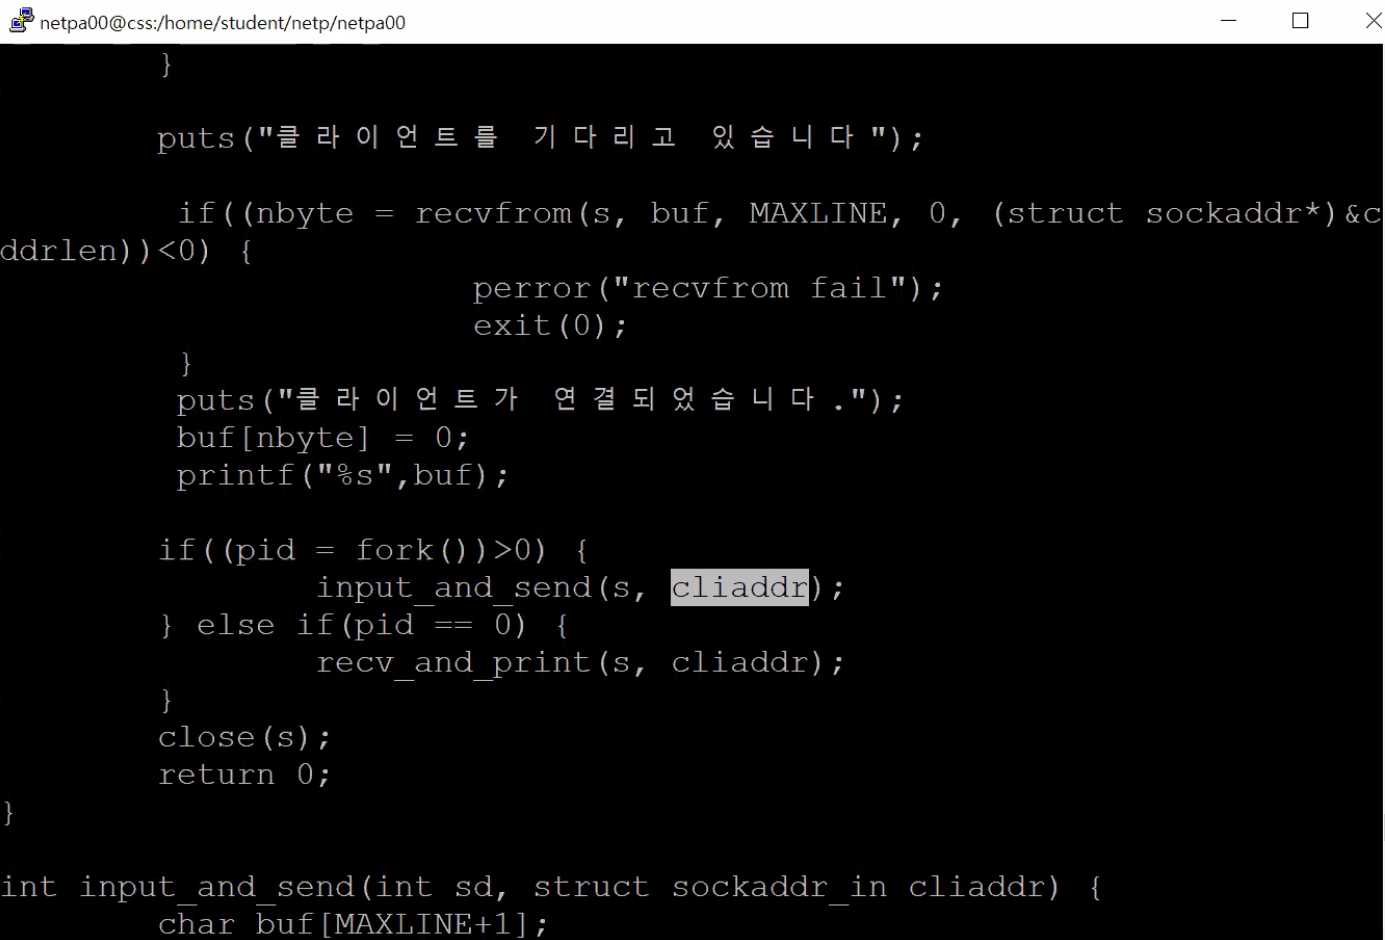 netpa00@css:/home/student/netp/netpa00
}
puts("클라이언트를 기다리고 있습니다");
if((nbyte = recvfrom(s, buf, MAXLINE, 0, (struct sockaddr*)&c
ddrlen))<0) {
perror("recvfrom fail");
exit(0);
}
puts("클라이언트가 연결되었습니다.");
buf[nbyte] = 0;
printf("%s",buf);
if((pid = fork())>0) {
input_and_send(s, cliaddr);
} else if(pid == 0) {
recv_and_print(s, cliaddr);
}
close(s);
return 0;
}
int input_and_send(int sd, struct sockaddr_in cliaddr) {
char buf[MAXLINE+1];